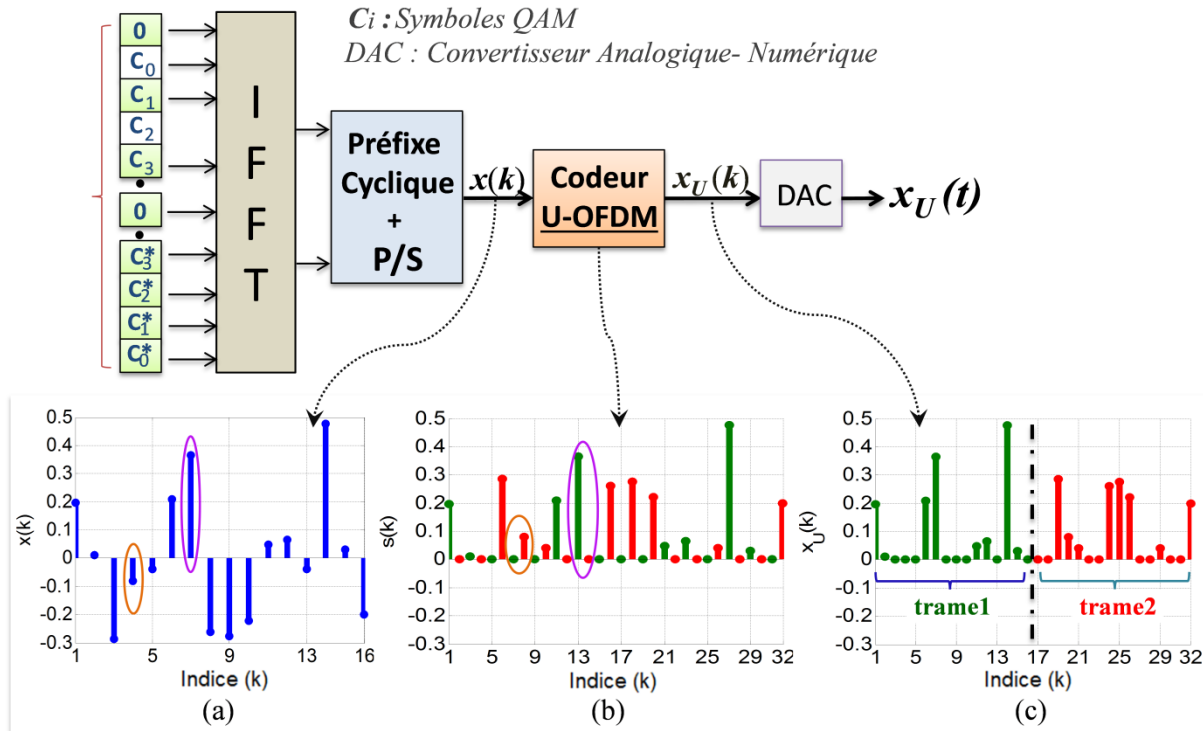 Ci : Symboles QAM
DAC : Convertisseur Analogique- Numérique
0
C0
C1
C2
C3
0
C3*
C2*
C1*
C0*
I
F
F
T
Préfixe
Cyclique
+
P/S
x(k)
Codeur
U-OFDM
xU(k)
DAC
xU(t)
x(k)
0.5
0.4
0.3
0.2
0.1
0
-0.1
-0.2
-0.3
1 5 9 13 16
Indice (k)
(a)
s(k)
0.5
0.4
0.3
0.2
0.1
0
-0.1
-0.2
-0.3
1 5 9 13 17 21 25 29 32
Indice (k)
(b)
xU(k)
0.5
0.4
0.3
0.2
0.1
0
-0.1
-0.2
-0.3
trame1
trame2
1 5 9 13 17 21 25 29 32
Indice (k)
(c)